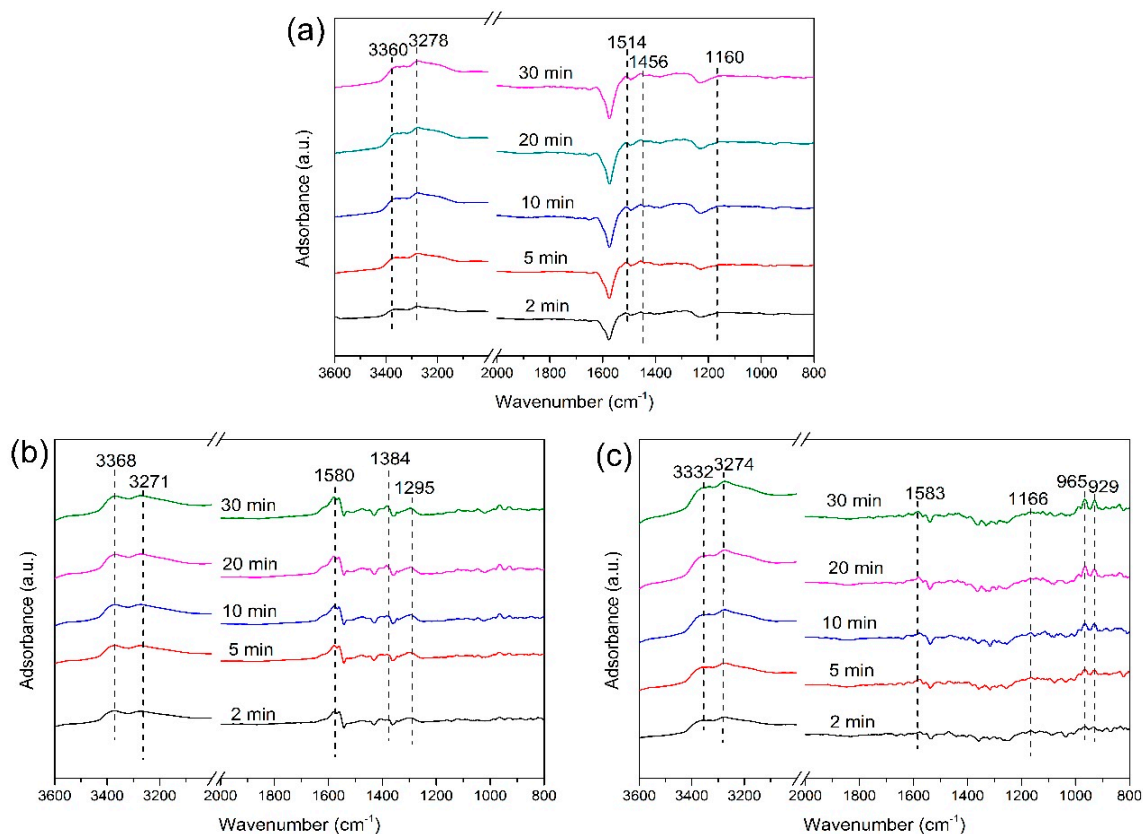 (a)
3360 3278 1514 1456 1160
30 min
20 min
10 min
5 min
2 min
Adsorbance (a.u.)
3600 3400 3200 2000 1800 1600 1400 1200 1000 800
Wavenumber (cm⁻¹)
(b)
3368 3271 1580 1384 1295
30 min
20 min
10 min
5 min
2 min
Adsorbance (a.u.)
3600 3400 3200 2000 1800 1600 1400 1200 1000 800
Wavenumber (cm⁻¹)
(c)
3332 3274 1583 1166 965 929
30 min
20 min
10 min
5 min
2 min
Adsorbance (a.u.)
3600 3400 3200 2000 1800 1600 1400 1200 1000 800
Wavenumber (cm⁻¹)